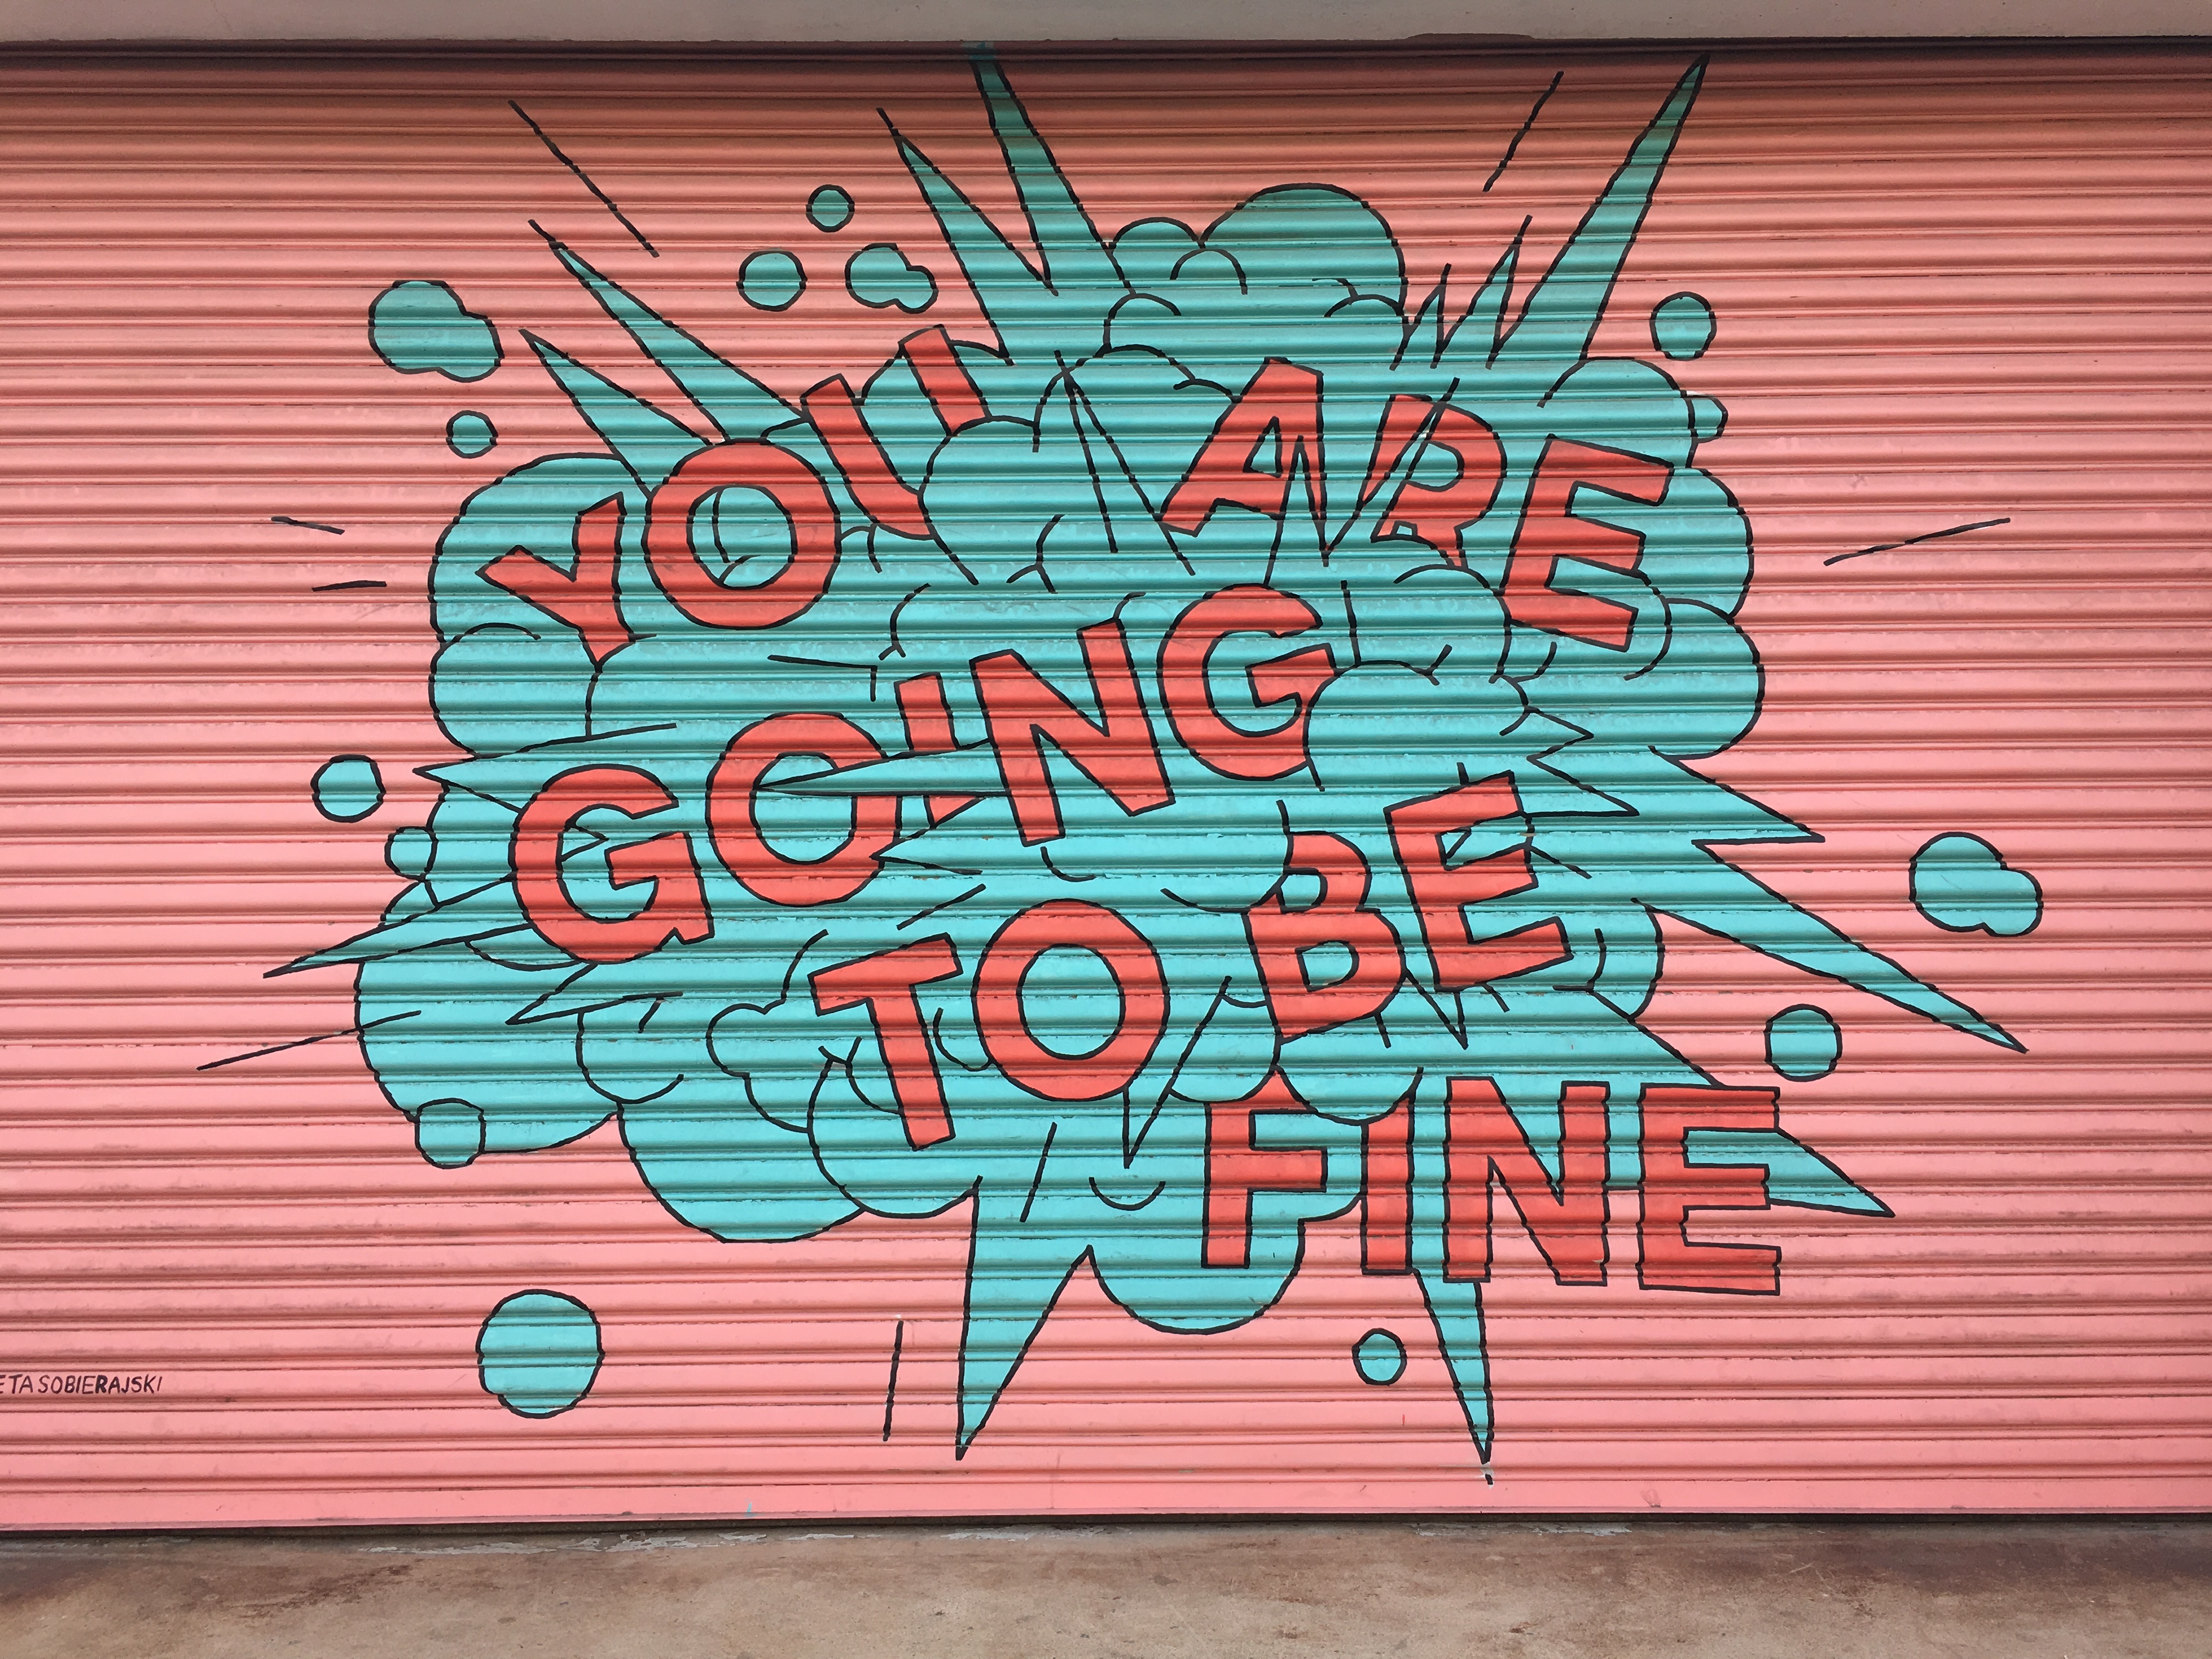 YOU ARE
GOING
TO BE
FINE
ETA SOBIERAJSKI